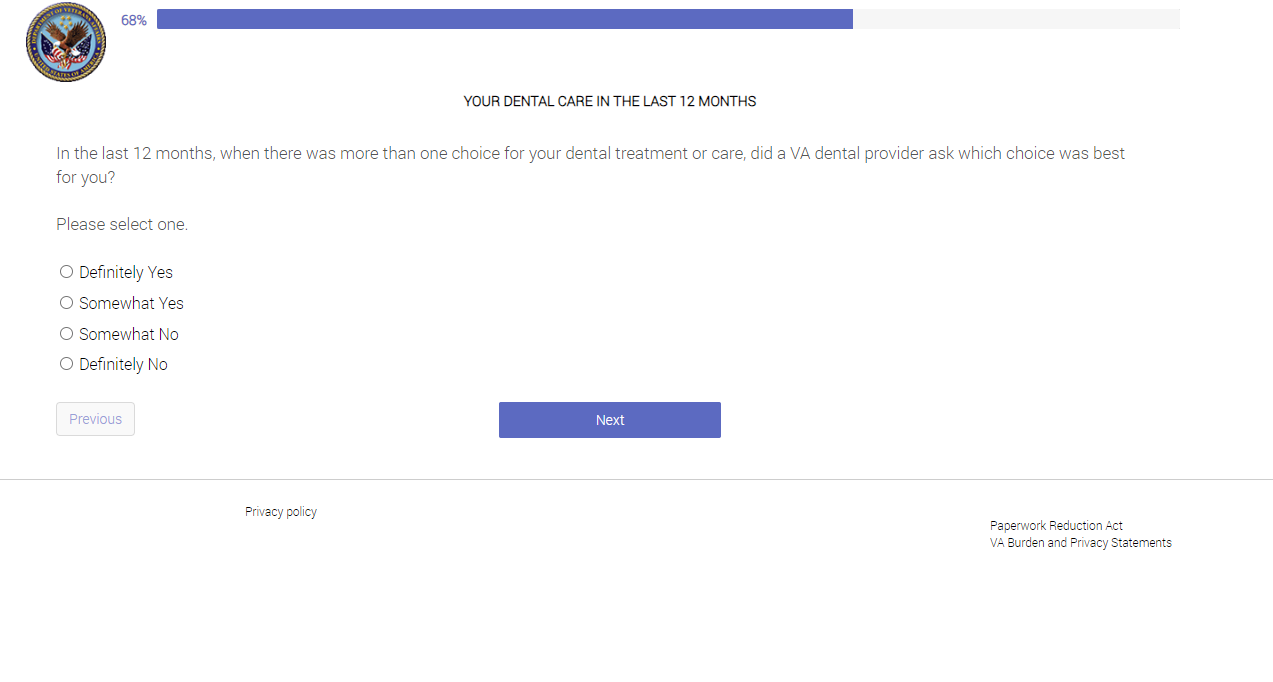 68%
YOUR DENTAL CARE IN THE LAST 12 MONTHS
In the last 12 months, when there was more than one choice for your dental treatment or care, did a VA dental provider ask which choice was best
for you?
Please select one.
Definitely Yes
Somewhat Yes
Somewhat No
Definitely No
Previous
Next
Privacy policy
Paperwork Reduction Act
VA Burden and Privacy Statements